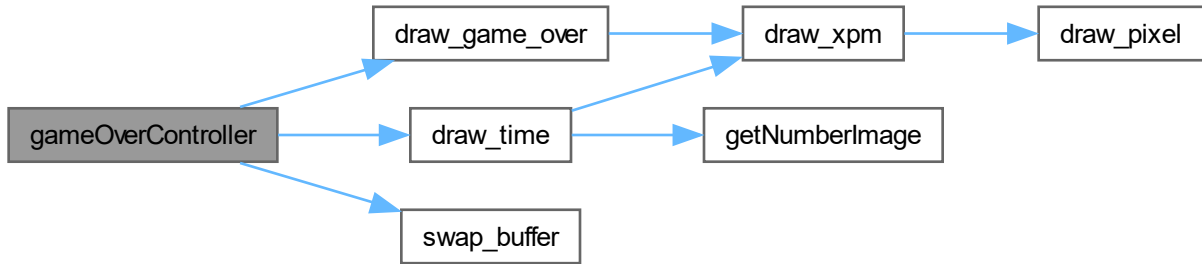 draw_game_over
draw_xpm
draw_pixel
gameOverController
draw_time
getNumberImage
swap_buffer